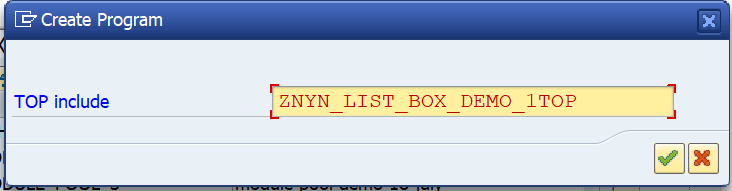 Create Program
TOP include
ZNYN_LIST_BOX_DEMO_1TOP